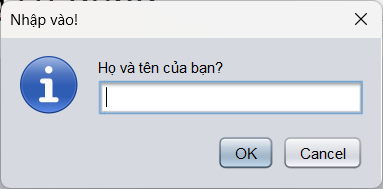 Nhập vào!
Họ và tên của bạn?
OK
Cancel